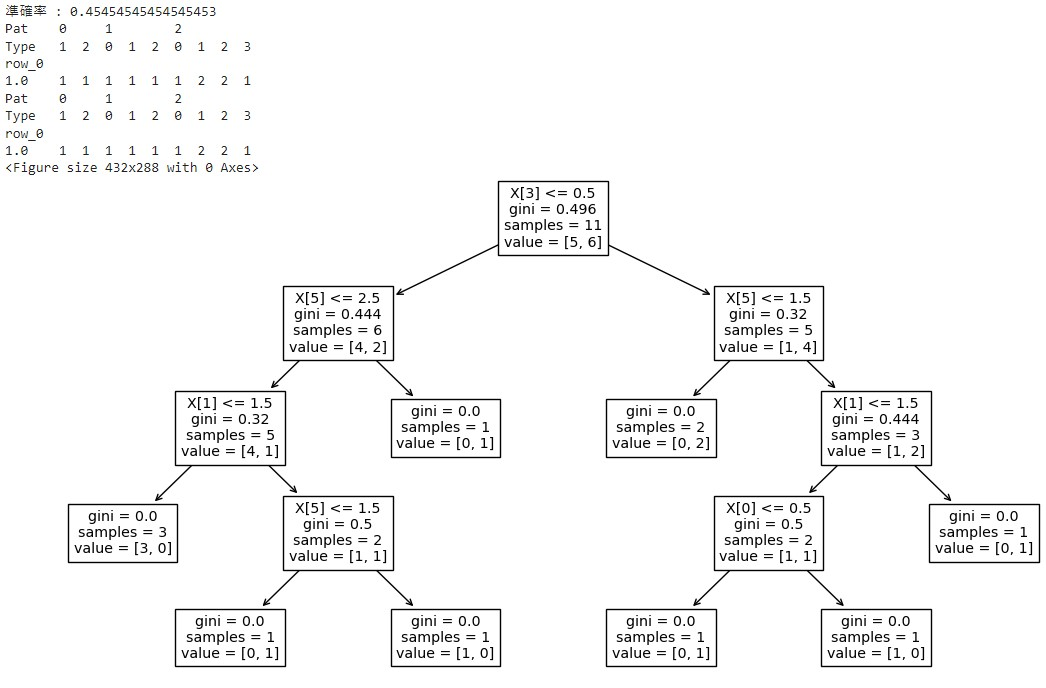 準確率 : 0.45454545454545453
Pat    0     1        2
Type   1  2  0  1  2  0  1  2  3
row_0
1.0    1  1  1  1  1  1  2  2  1
Pat    0     1        2
Type   1  2  0  1  2  0  1  2  3
row_0
1.0    1  1  1  1  1  1  2  2  1
<Figure size 432x288 with 0 Axes>
X[3] <= 0.5
gini = 0.496
samples = 11
value = [5, 6]
X[5] <= 2.5
gini = 0.444
samples = 6
value = [4, 2]
X[5] <= 1.5
gini = 0.32
samples = 5
value = [1, 4]
X[1] <= 1.5
gini = 0.32
samples = 5
value = [4, 1]
gini = 0.0
samples = 1
value = [0, 1]
gini = 0.0
samples = 2
value = [0, 2]
X[1] <= 1.5
gini = 0.444
samples = 3
value = [1, 2]
gini = 0.0
samples = 3
value = [3, 0]
X[5] <= 1.5
gini = 0.5
samples = 2
value = [1, 1]
X[0] <= 0.5
gini = 0.5
samples = 2
value = [1, 1]
gini = 0.0
samples = 1
value = [0, 1]
gini = 0.0
samples = 1
value = [0, 1]
gini = 0.0
samples = 1
value = [1, 0]
gini = 0.0
samples = 1
value = [0, 1]
gini = 0.0
samples = 1
value = [1, 0]